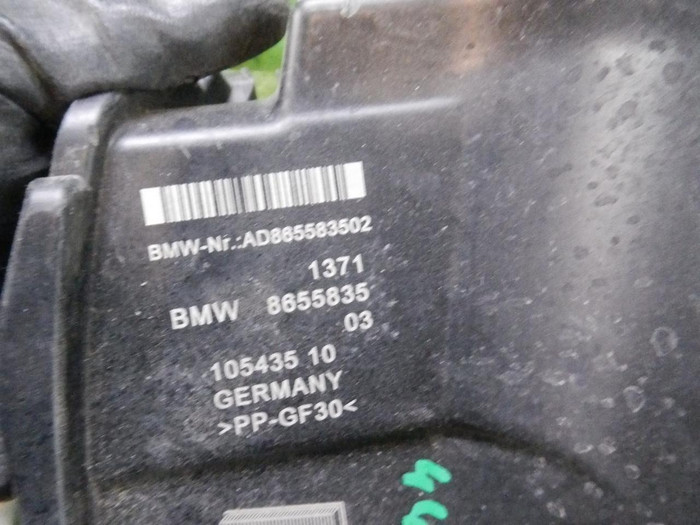 BMW-Nr.:AD865583502
1371
BMW 8655835
03
105435 10
GERMANY
>PP-GF30<